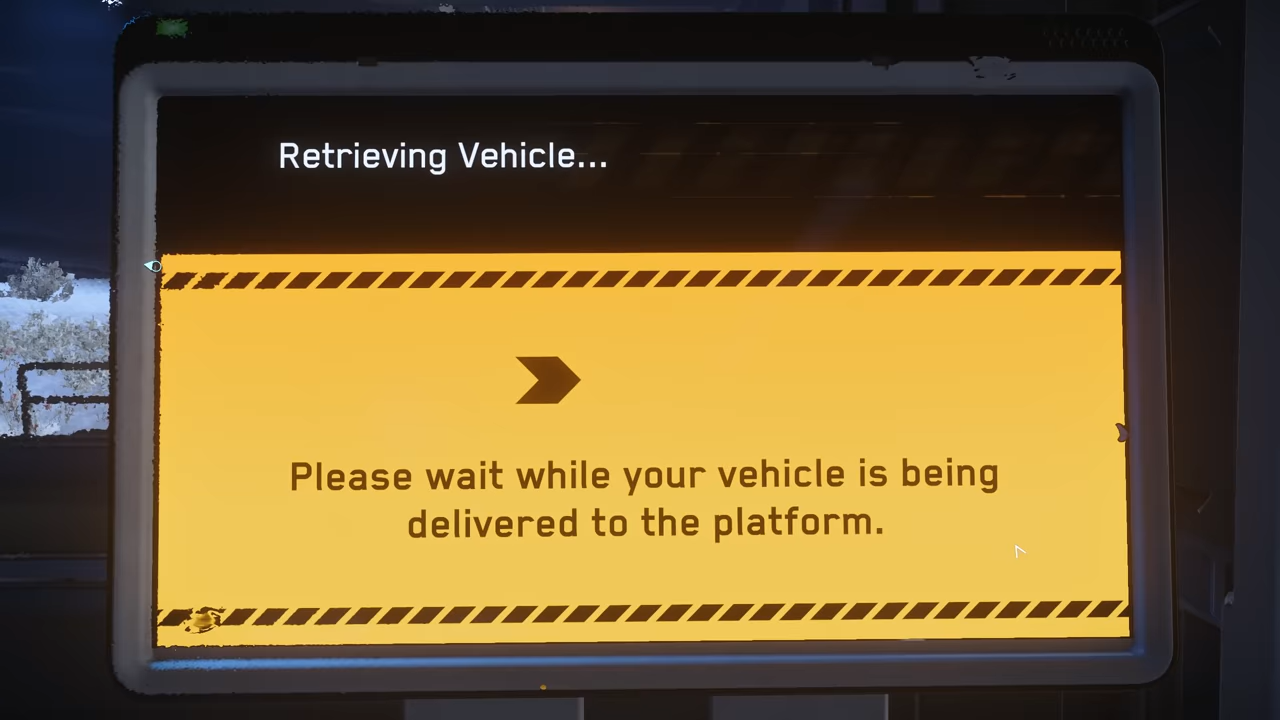 Retrieving Vehicle...
Please wait while your vehicle is being
delivered to the platform.